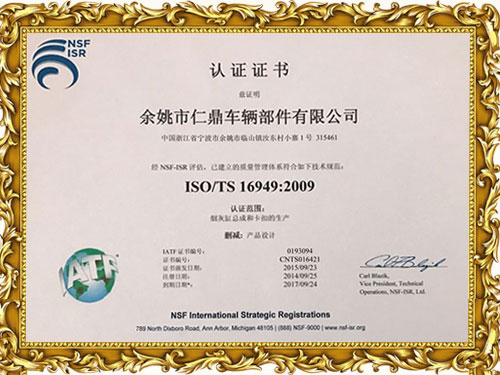 NSF
ISR
认证证书
兹证明
余姚市仁鼎车辆部件有限公司
中国浙江省宁波市余姚市临山镇汝东村小寨1号 315461
经 NSF-ISR 评估，已建立的质量管理体系符合如下技术规范：
ISO/TS 16949:2009
认证范围：
烟灰缸总成和卡扣的生产
删减：产品设计
IATF 证书编号： 0193094
证书编号： CNTS016421
证书颁发日期： 2015/09/23
注册日期： 2014/09/25
到期日期*： 2017/09/24
IATF
Carl Blazik,
Vice President, Technical
Operations, NSF-ISR, Ltd.
NSF International Strategic Registrations
789 North Dixboro Road, Ann Arbor, Michigan 48105 | (888) NSF-9000 | www.nsf-isr.org